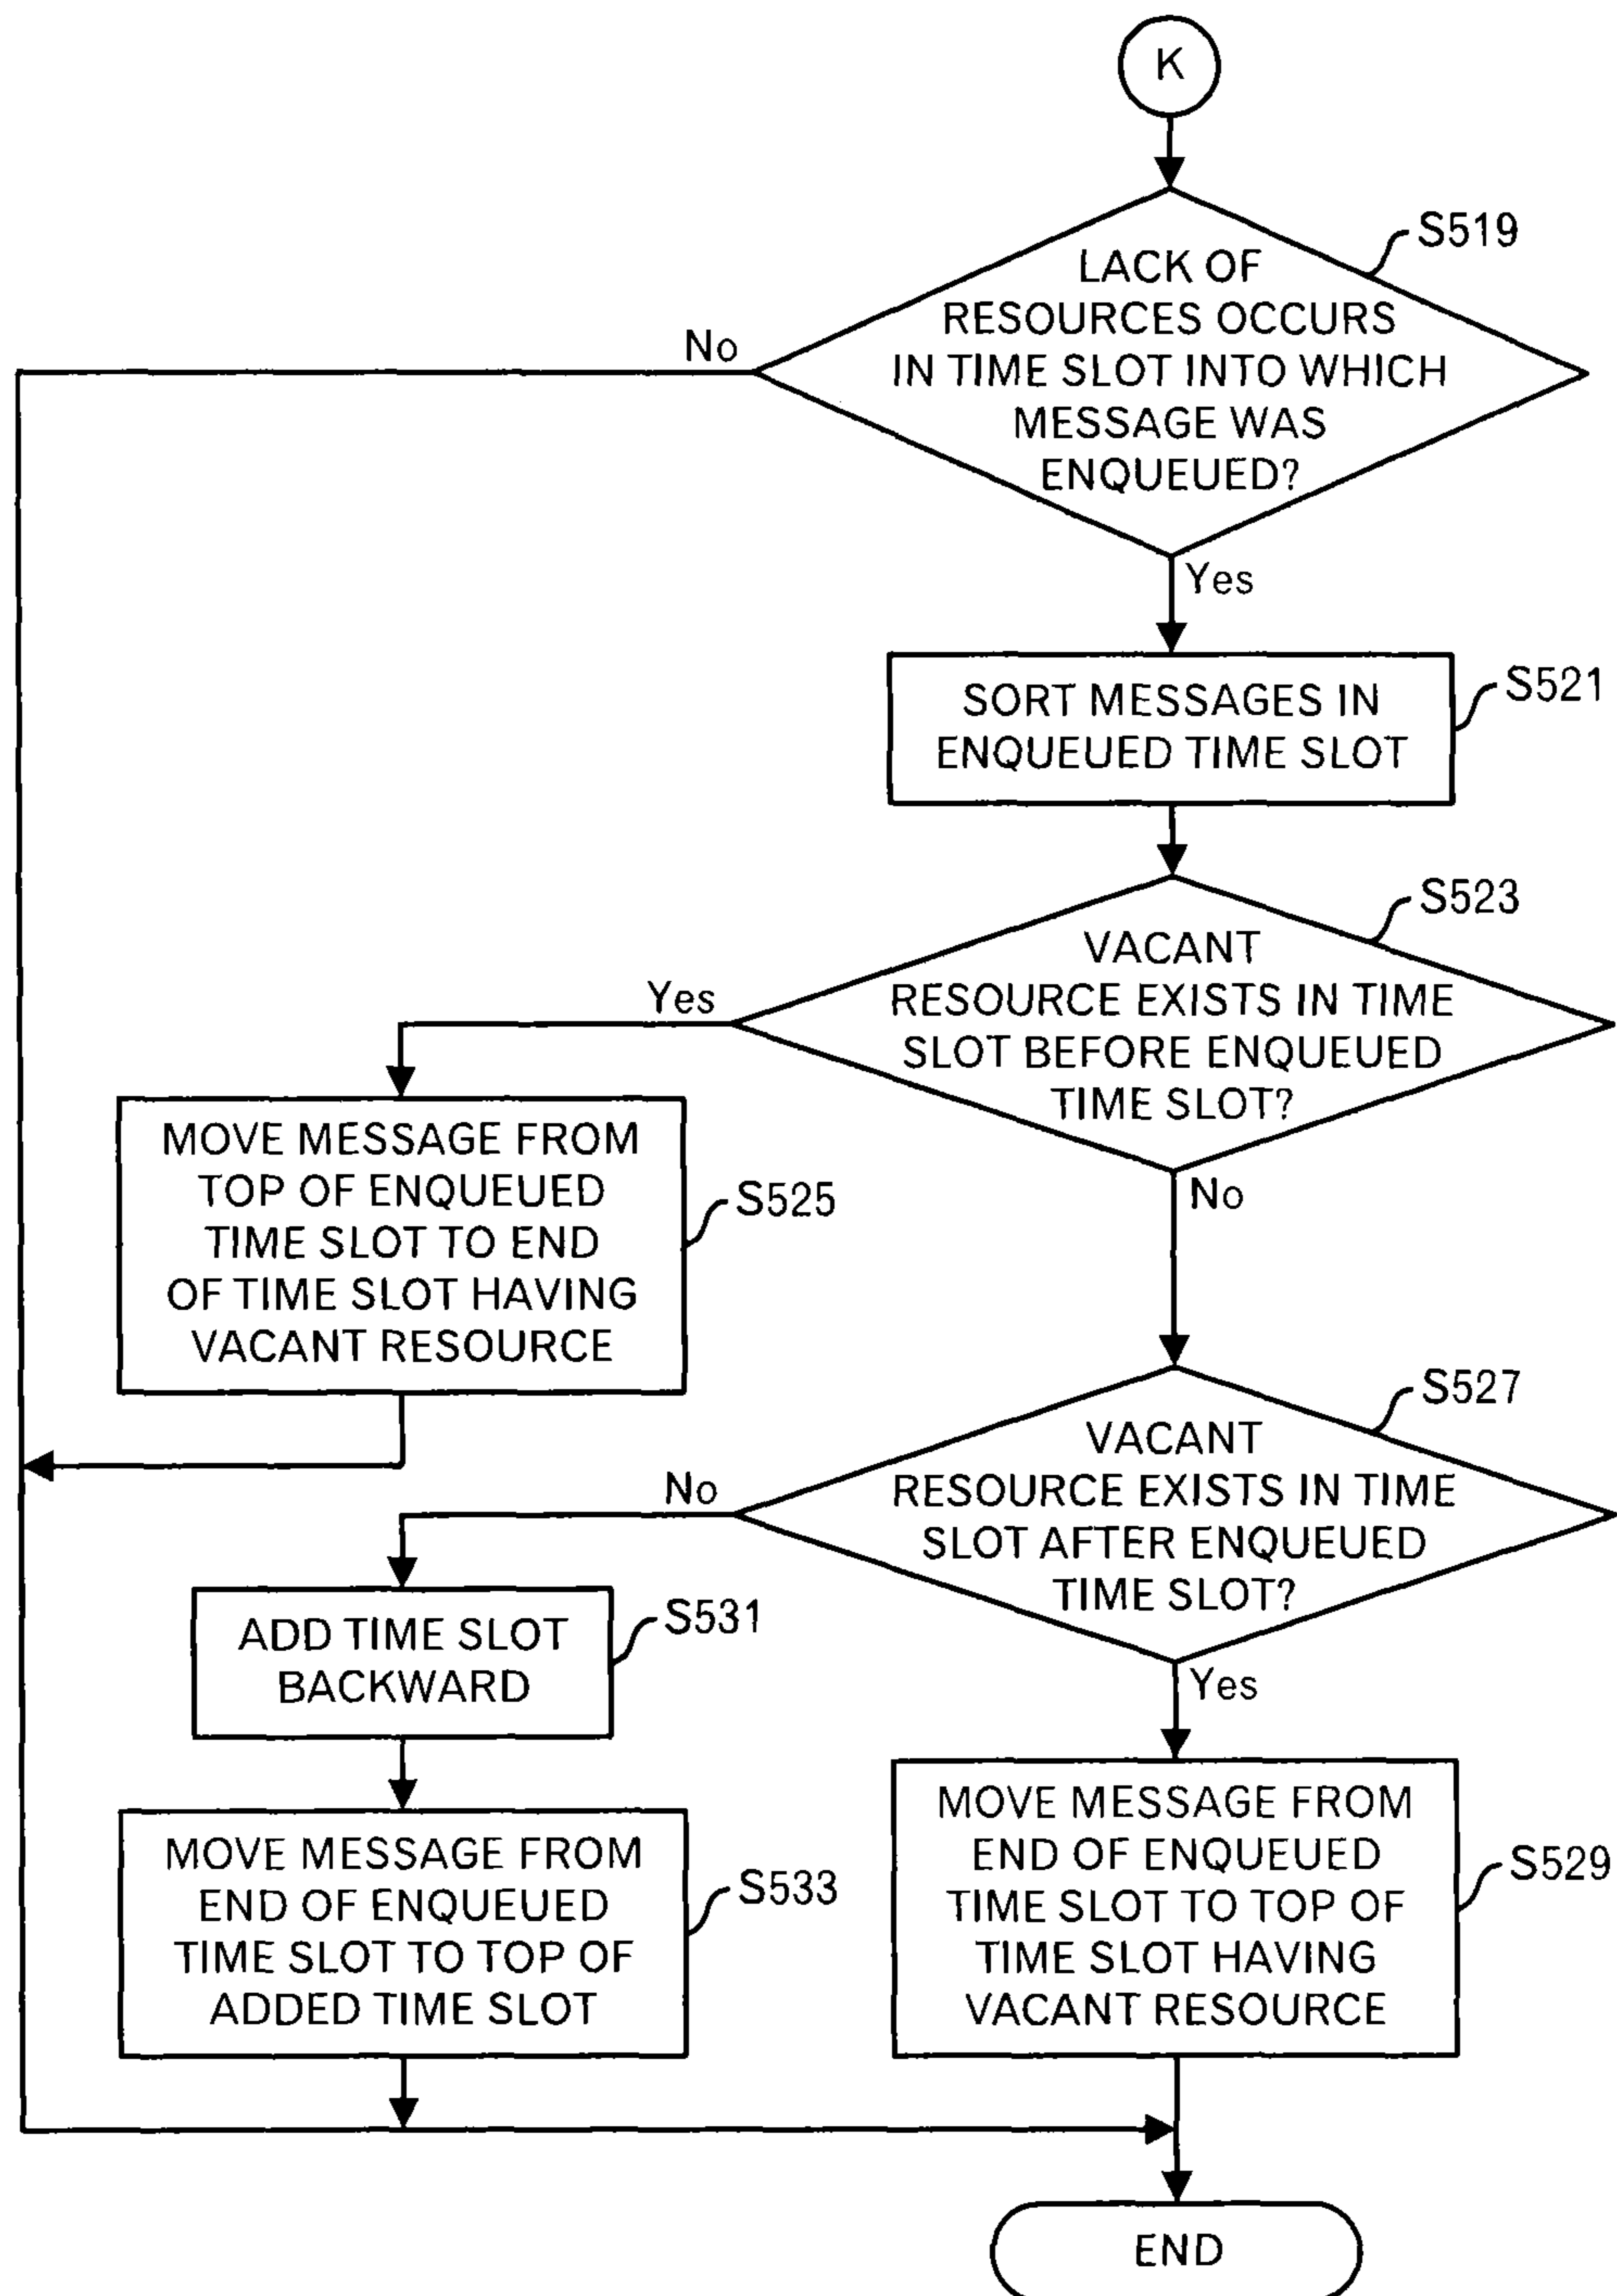 K
S519
LACK OF
RESOURCES OCCURS
IN TIME SLOT INTO WHICH
MESSAGE WAS
ENQUEUED?
No
Yes
S521
SORT MESSAGES IN
ENQUEUED TIME SLOT
S523
VACANT
RESOURCE EXISTS IN TIME
SLOT BEFORE ENQUEUED
TIME SLOT?
Yes
No
MOVE MESSAGE FROM
TOP OF ENQUEUED
TIME SLOT TO END
OF TIME SLOT HAVING
VACANT RESOURCE
S525
S527
VACANT
RESOURCE EXISTS IN TIME
SLOT AFTER ENQUEUED
TIME SLOT?
No
Yes
ADD TIME SLOT
BACKWARD
S531
MOVE MESSAGE FROM
END OF ENQUEUED
TIME SLOT TO TOP OF
ADDED TIME SLOT
S533
MOVE MESSAGE FROM
END OF ENQUEUED
TIME SLOT TO TOP OF
TIME SLOT HAVING
VACANT RESOURCE
S529
END